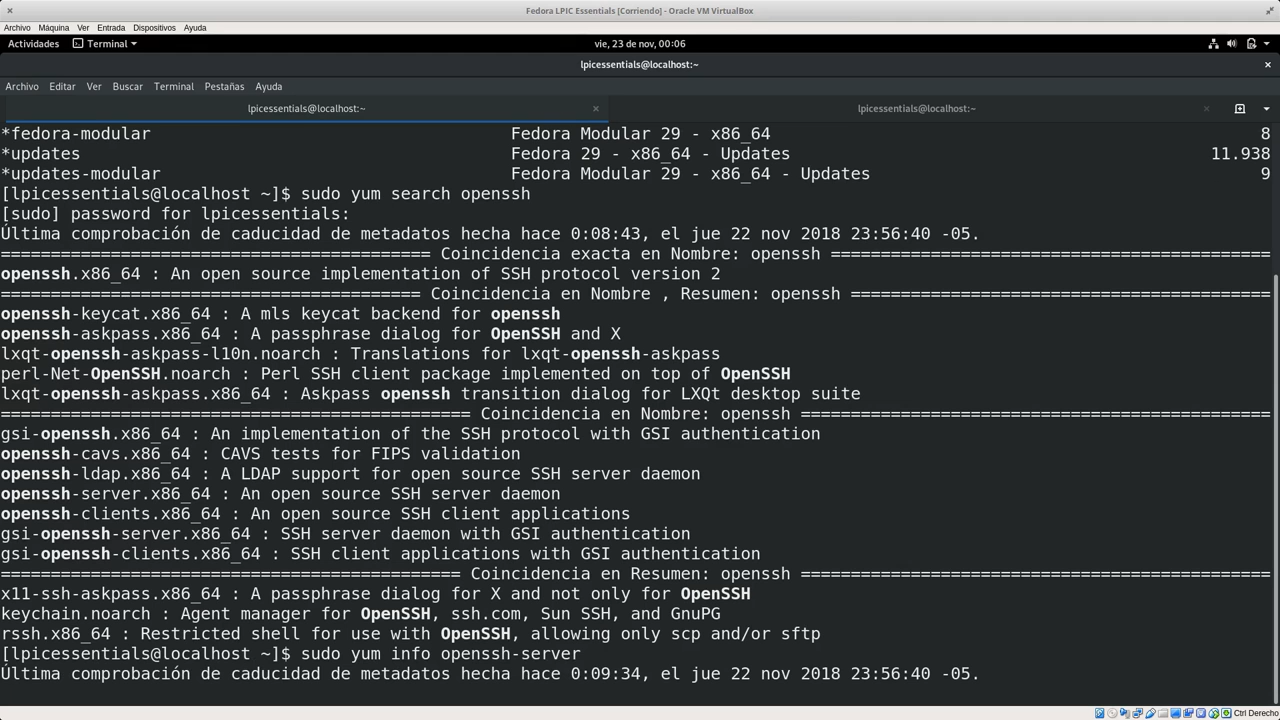 Fedora LPIC Essentials [Corriendo] - Oracle VM VirtualBox
Archivo Máquina Ver Entrada Dispositivos Ayuda
Actividades Terminal vie, 23 de nov, 00:06
lpicessentials@localhost:~
Archivo Editar Ver Buscar Terminal Pestañas Ayuda
lpicessentials@localhost:~ lpicessentials@localhost:~
*fedora-modular Fedora Modular 29 - x86_64 8
*updates Fedora 29 - x86_64 - Updates 11.938
*updates-modular Fedora Modular 29 - x86_64 - Updates 9
[lpicessentials@localhost ~]$ sudo yum search openssh
[sudo] password for lpicessentials:
Última comprobación de caducidad de metadatos hecha hace 0:08:43, el jue 22 nov 2018 23:56:40 -05.
=========================================== Coincidencia exacta en Nombre: openssh ============================================
openssh.x86_64 : An open source implementation of SSH protocol version 2
========================================== Coincidencia en Nombre , Resumen: openssh ==========================================
openssh-keycat.x86_64 : A mls keycat backend for openssh
openssh-askpass.x86_64 : A passphrase dialog for OpenSSH and X
lxqt-openssh-askpass-l10n.noarch : Translations for lxqt-openssh-askpass
perl-Net-OpenSSH.noarch : Perl SSH client package implemented on top of OpenSSH
lxqt-openssh-askpass.x86_64 : Askpass openssh transition dialog for LXQt desktop suite
=============================================== Coincidencia en Nombre: openssh ===============================================
gsi-openssh.x86_64 : An implementation of the SSH protocol with GSI authentication
openssh-cavs.x86_64 : CAVS tests for FIPS validation
openssh-ldap.x86_64 : A LDAP support for open source SSH server daemon
openssh-server.x86_64 : An open source SSH server daemon
openssh-clients.x86_64 : An open source SSH client applications
gsi-openssh-server.x86_64 : SSH server daemon with GSI authentication
gsi-openssh-clients.x86_64 : SSH client applications with GSI authentication
============================================== Coincidencia en Resumen: openssh ===============================================
x11-ssh-askpass.x86_64 : A passphrase dialog for X and not only for OpenSSH
keychain.noarch : Agent manager for OpenSSH, ssh.com, Sun SSH, and GnuPG
rssh.x86_64 : Restricted shell for use with OpenSSH, allowing only scp and/or sftp
[lpicessentials@localhost ~]$ sudo yum info openssh-server
Última comprobación de caducidad de metadatos hecha hace 0:09:34, el jue 22 nov 2018 23:56:40 -05.
Ctrl Derecho